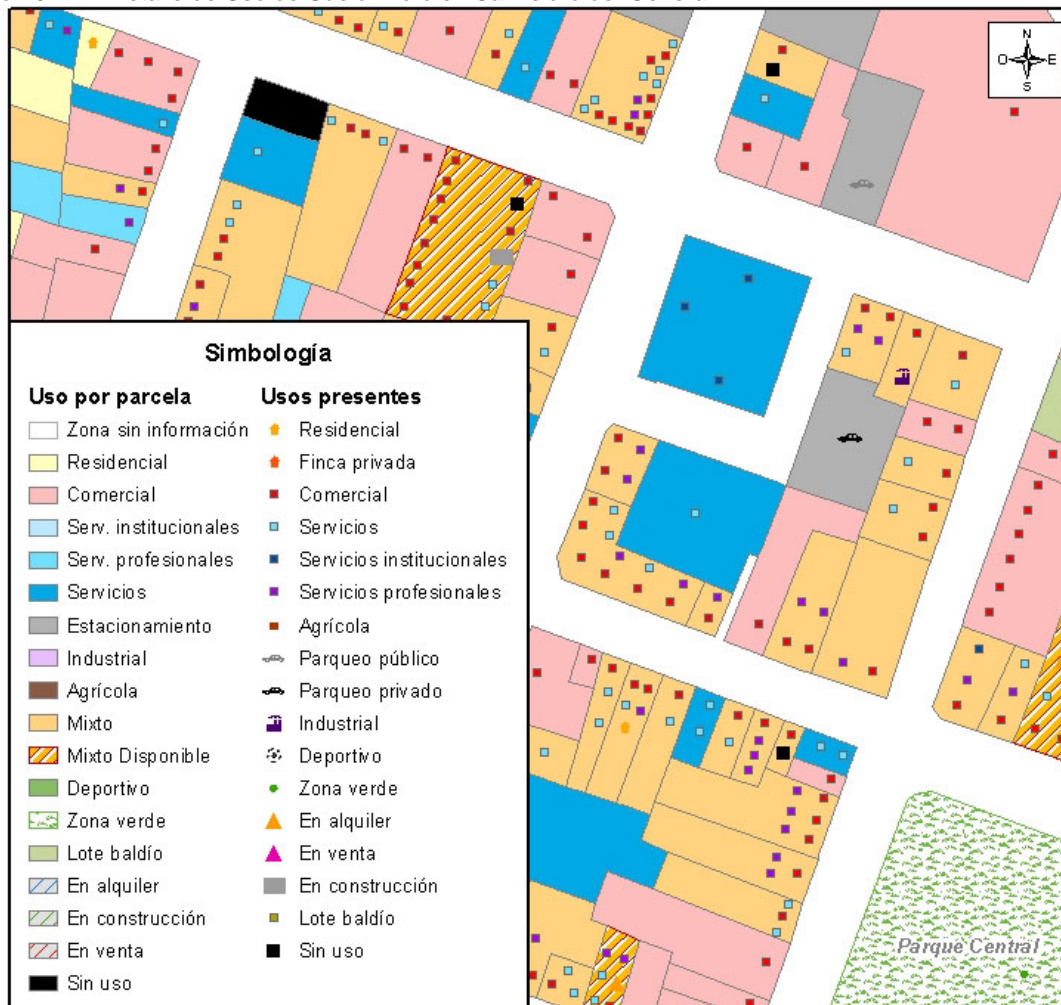 N
O E
S
Simbología
Uso por parcela
Zona sin información
Residencial
Comercial
Serv. institucionales
Serv. profesionales
Servicios
Estacionamiento
Industrial
Agrícola
Mixto
Mixto Disponible
Deportivo
Zona verde
Lote baldío
En alquiler
En construcción
En venta
Sin uso
Usos presentes
Residencial
Finca privada
Comercial
Servicios
Servicios institucionales
Servicios profesionales
Agrícola
Parqueo público
Parqueo privado
Industrial
Deportivo
Zona verde
En alquiler
En venta
En construcción
Lote baldío
Sin uso
Parque Central